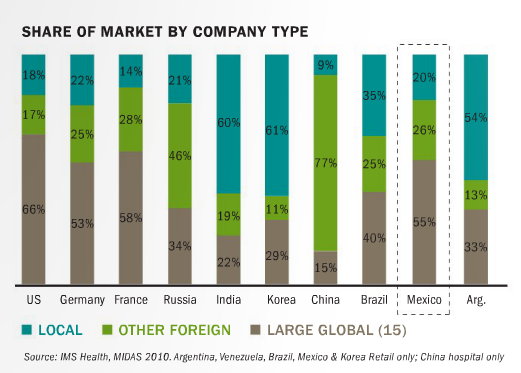 SHARE OF MARKET BY COMPANY TYPE
18% 22% 14% 21% 60% 61% 9% 35% 20% 54%
17% 25% 28% 46% 19% 11% 77% 25% 26% 13%
66% 53% 58% 34% 22% 29% 15% 40% 55% 33%
US Germany France Russia India Korea China Brazil Mexico Arg.
LOCAL OTHER FOREIGN LARGE GLOBAL (15)
Source: IMS Health, MIDAS 2010. Argentina, Venezuela, Brazil, Mexico & Korea Retail only; China hospital only